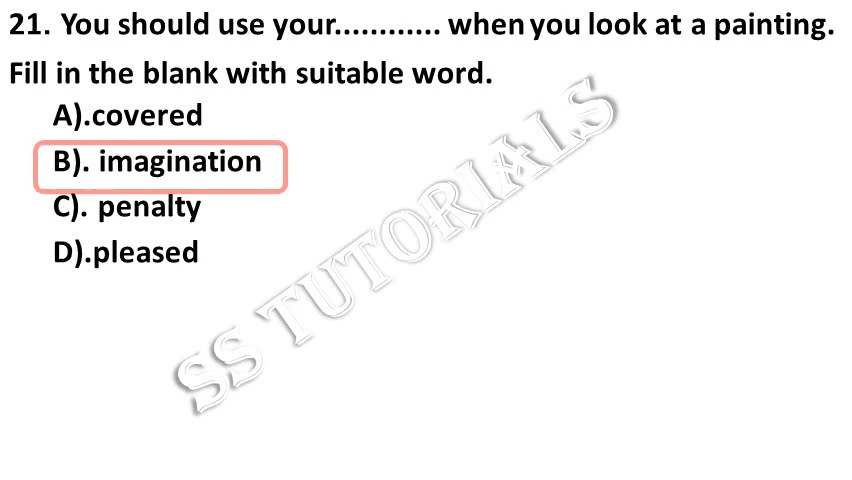 21. You should use your............ when you look at a painting.
Fill in the blank with suitable word.
A).covered
B). imagination
C). penalty
D).pleased
SS TUTORIALS